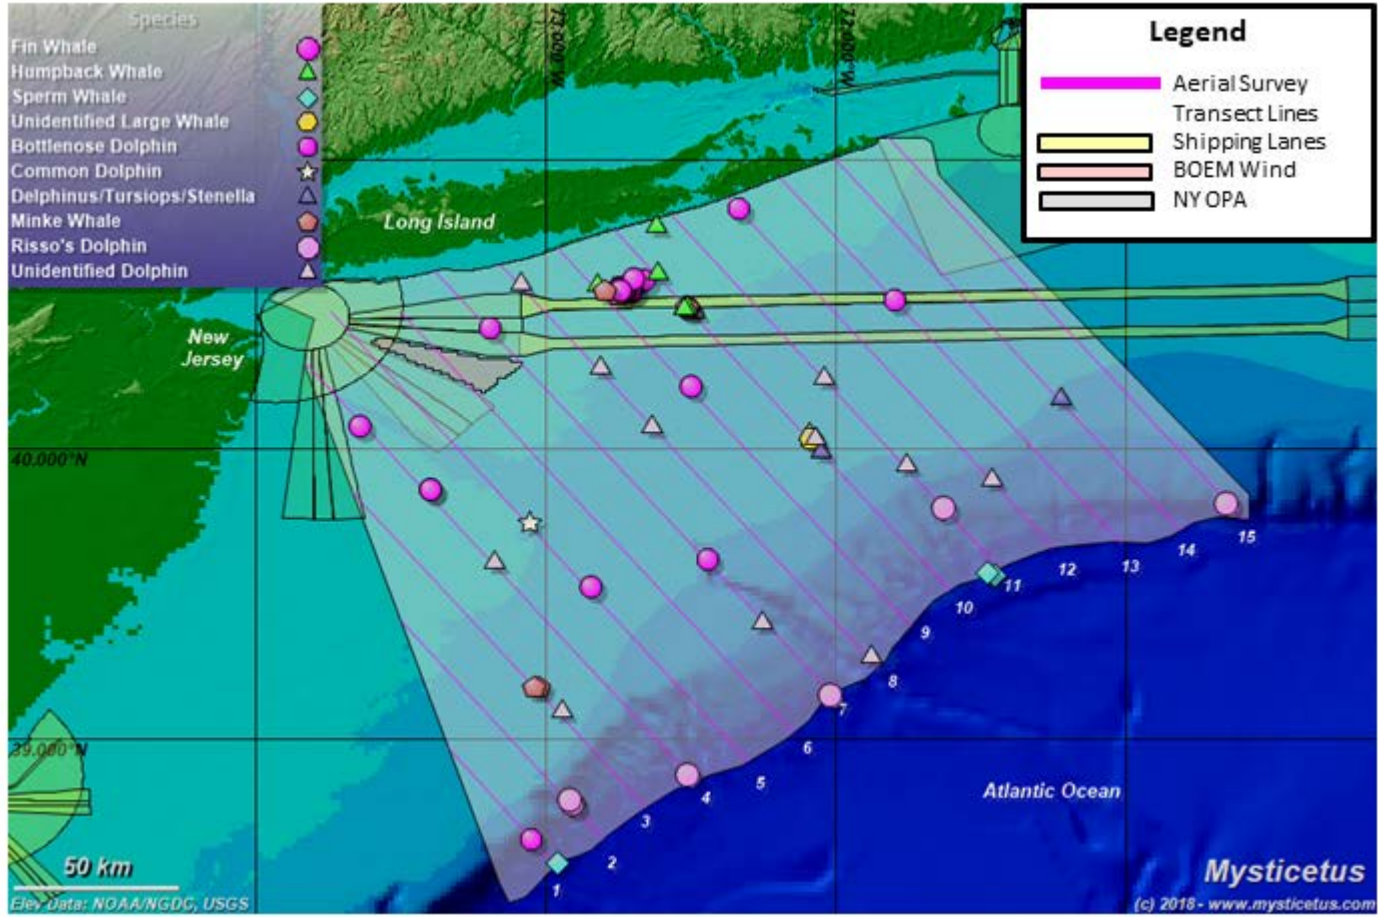 Species
Fin Whale
Humpback Whale
Sperm Whale
Unidentified Large Whale
Bottlenose Dolphin
Common Dolphin
Delphinus/Tursiops/Stenella
Minke Whale
Risso's Dolphin
Unidentified Dolphin
73.000°W
72.000°W
Legend
Aerial Survey
Transect Lines
Shipping Lanes
BOEM Wind
NY OPA
Long Island
New
Jersey
40.000°N
39.000°N
15
14
13
12
11
10
9
8
7
6
5
4
3
2
1
Atlantic Ocean
50 km
Elev Data: NOAA/NGDC, USGS
Mysticetus
(c) 2018 - www.mysticetus.com